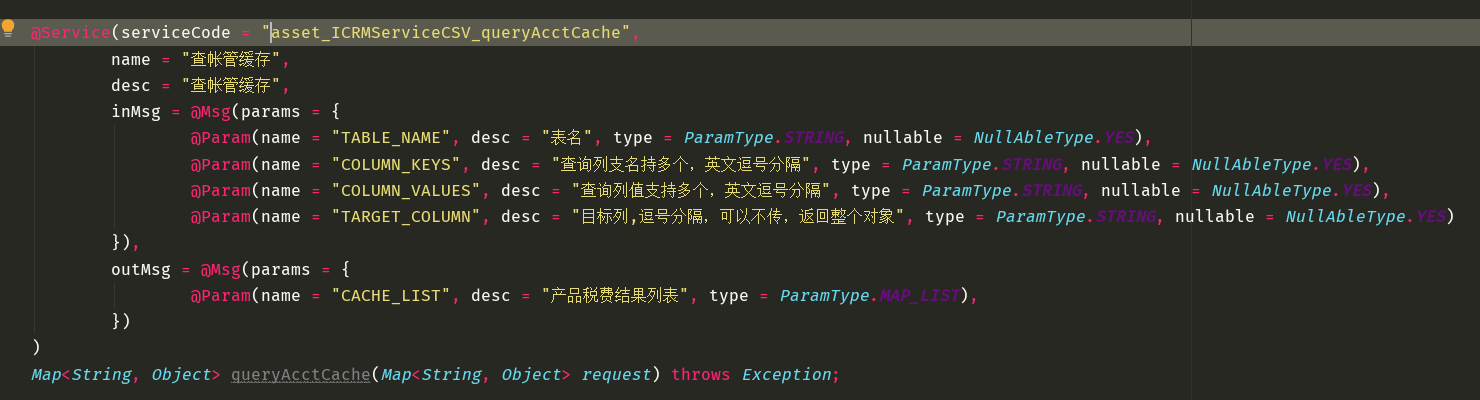 @Service(serviceCode = "asset_ICRMServiceCSV_queryAcctCache",
name = "查帐管缓存",
desc = "查帐管缓存",
inMsg = @Msg(params = {
@Param(name = "TABLE_NAME", desc = "表名", type = ParamType.STRING, nullable = NullAbleType.YES),
@Param(name = "COLUMN_KEYS", desc = "查询列支名持多个，英文逗号分隔", type = ParamType.STRING, nullable = NullAbleType.YES),
@Param(name = "COLUMN_VALUES", desc = "查询列值支持多个，英文逗号分隔", type = ParamType.STRING, nullable = NullAbleType.YES),
@Param(name = "TARGET_COLUMN", desc = "目标列,逗号分隔，可以不传，返回整个对象", type = ParamType.STRING, nullable = NullAbleType.YES)
}),
outMsg = @Msg(params = {
@Param(name = "CACHE_LIST", desc = "产品税费结果列表", type = ParamType.MAP_LIST),
})
)
Map<String, Object> queryAcctCache(Map<String, Object> request) throws Exception;